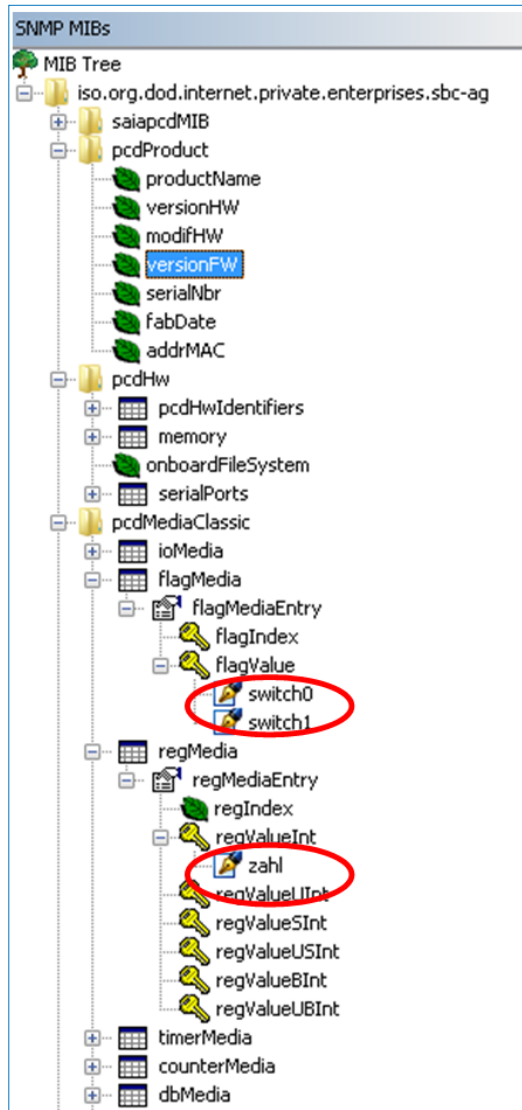 SNMP MIBs
MIB Tree
iso.org.dod.internet.private.enterprises.sbc-ag
saiapcdMIB
pcdProduct
productName
versionHW
modifHW
versionFW
serialNbr
fabDate
addrMAC
pcdHw
pcdHwIdentifiers
memory
onboardFileSystem
serialPorts
pcdMediaClassic
ioMedia
flagMedia
flagMediaEntry
flagIndex
flagValue
switch0
switch1
regMedia
regMediaEntry
regIndex
regValueInt
zahl
regValueUInt
regValueSInt
regValueUSInt
regValueBInt
regValueUBInt
timerMedia
counterMedia
dbMedia